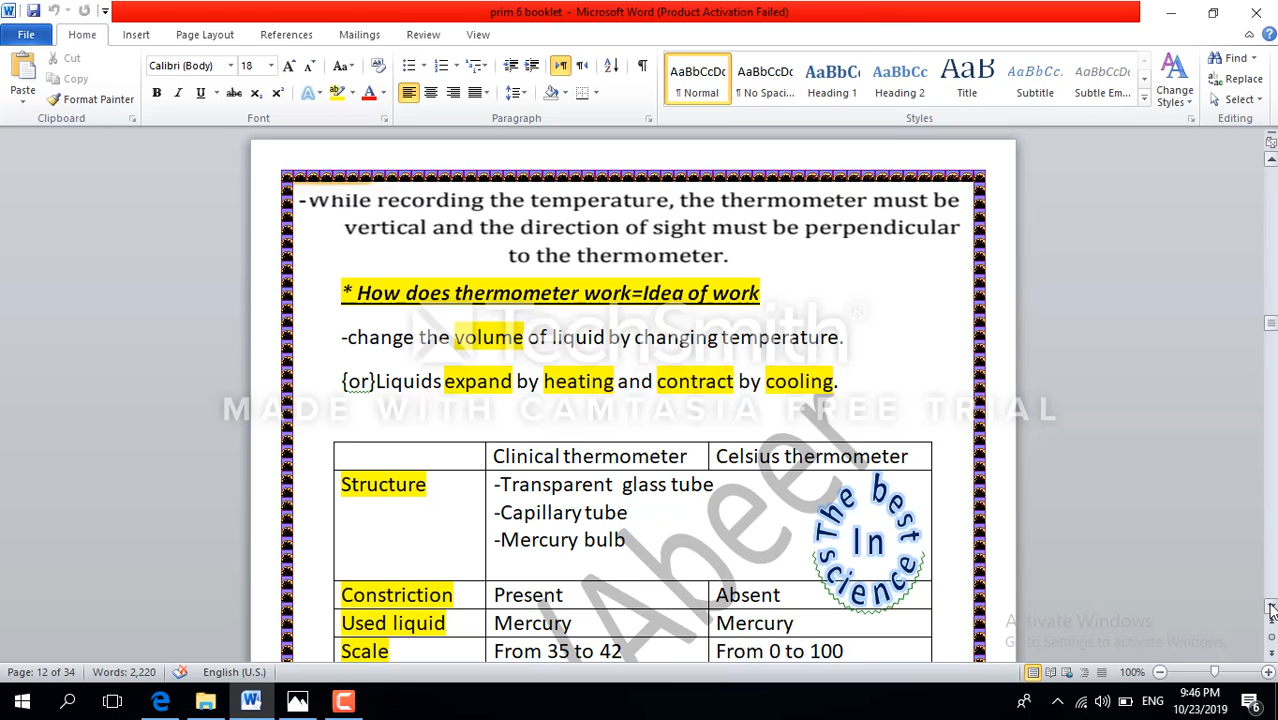 prim 6 booklet - Microsoft Word (Product Activation Failed)
File Home Insert Page Layout References Mailings Review View
Paste Cut Copy Format Painter
Clipboard
Calibri (Body) 18
Font
Paragraph
AaBbCcDc AaBbCcDc AaBbC AaBbCc AaB AaBbCc. AaBbCcDc
¶ Normal ¶ No Spaci... Heading 1 Heading 2 Title Subtitle Subtle Em...
Change Styles
Styles
Find Replace Select
Editing
-While recording the temperature, the thermometer must be
vertical and the direction of sight must be perpendicular
to the thermometer.
* How does thermometer work=Idea of work
TechSmith®
-change the volume of liquid by changing temperature.
{or}Liquids expand by heating and contract by cooling.
MADE WITH CAMTASIA FREE TRIAL
Clinical thermometer Celsius thermometer
Structure -Transparent glass tube
-Capillary tube
-Mercury bulb
The best In science
/Abeer
Constriction Present Absent
Used liquid Mercury Mercury
Scale From 35 to 42 From 0 to 100
Activate Windows
Go to Settings to activate Windows.
Page: 12 of 34 Words: 2,220 English (U.S.) 100%
ENG 9:46 PM
10/23/2019 6